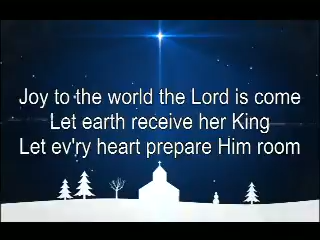 Joy to the world the Lord is come
Let earth receive her King
Let ev'ry heart prepare Him room